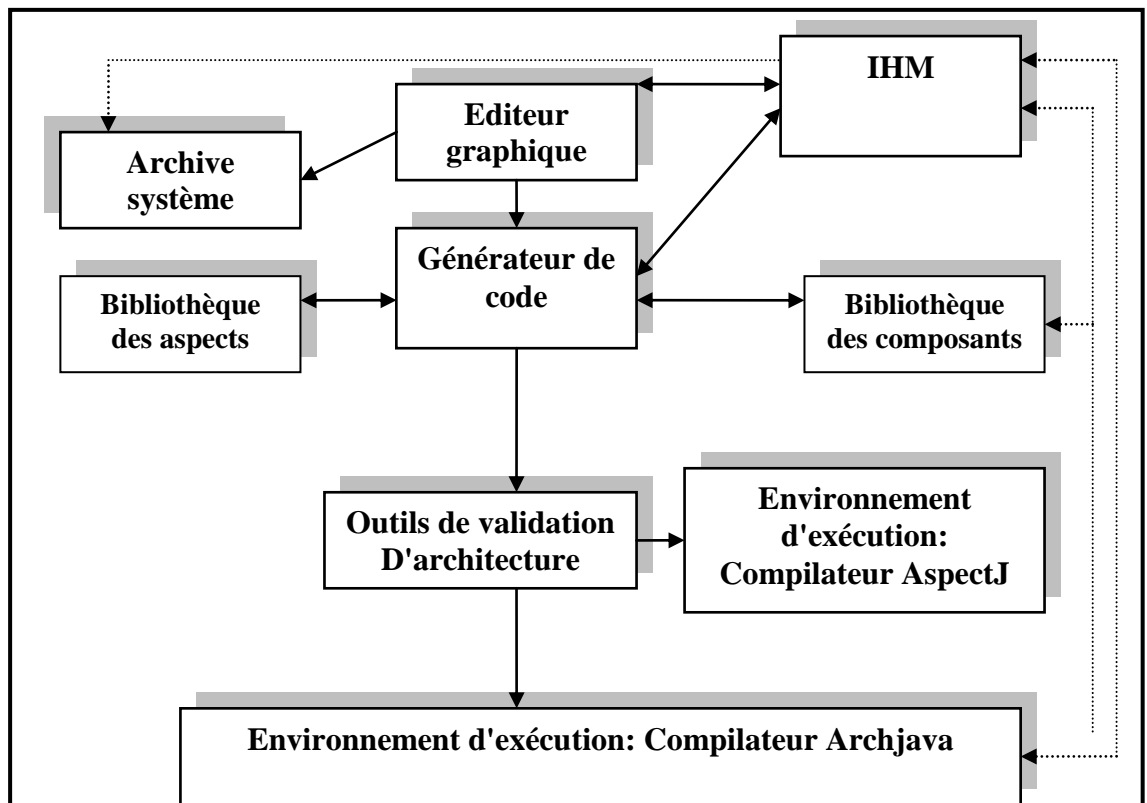 IHM
Editeur
graphique
Archive
système
Générateur de
code
Bibliothèque
des aspects
Bibliothèque
des composants
Outils de validation
D'architecture
Environnement
d'exécution:
Compilateur AspectJ
Environnement d'exécution: Compilateur Archjava